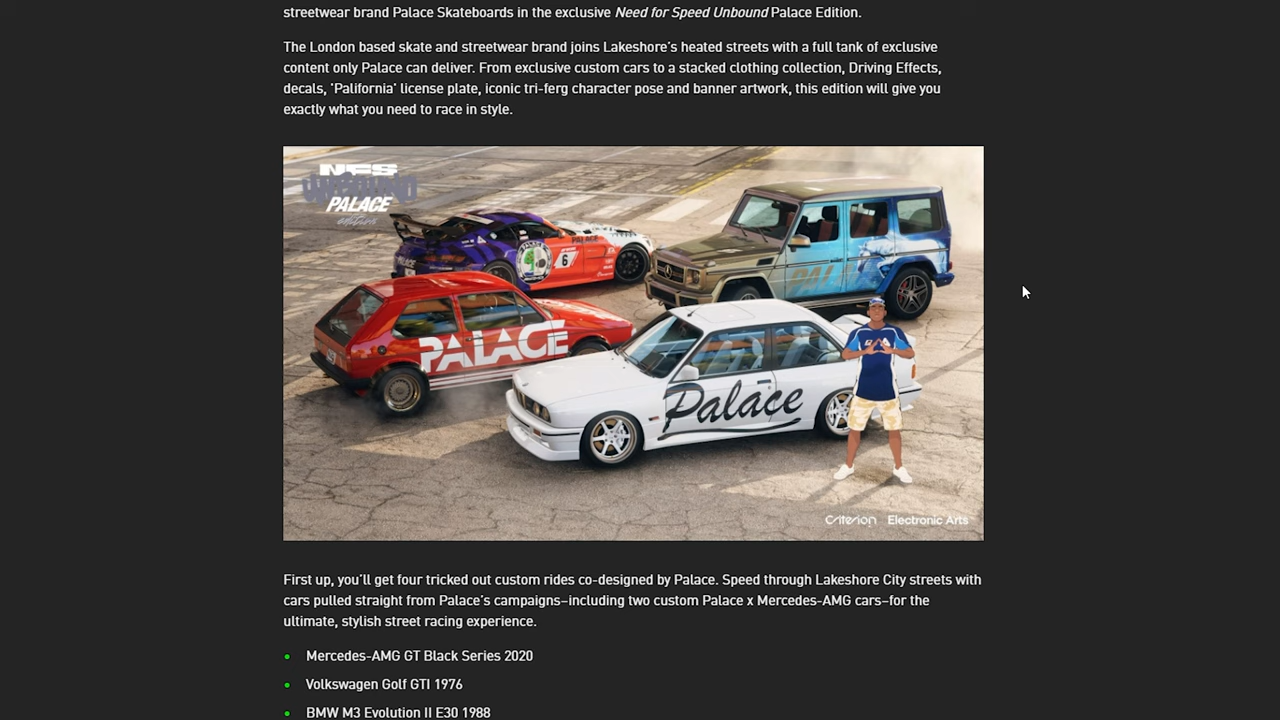 streetwear brand Palace Skateboards in the exclusive Need for Speed Unbound Palace Edition.
The London based skate and streetwear brand joins Lakeshore's heated streets with a full tank of exclusive
content only Palace can deliver. From exclusive custom cars to a stacked clothing collection, Driving Effects,
decals, 'Palifornia' license plate, iconic tri-ferg character pose and banner artwork, this edition will give you
exactly what you need to race in style.
NFS
UNBOUND
PALACE
edition
PALACE
6
PAL
PALACE
Palace
Criterion Electronic Arts
First up, you'll get four tricked out custom rides co-designed by Palace. Speed through Lakeshore City streets with
cars pulled straight from Palace's campaigns–including two custom Palace x Mercedes-AMG cars–for the
ultimate, stylish street racing experience.
Mercedes-AMG GT Black Series 2020
Volkswagen Golf GTI 1976
BMW M3 Evolution II E30 1988